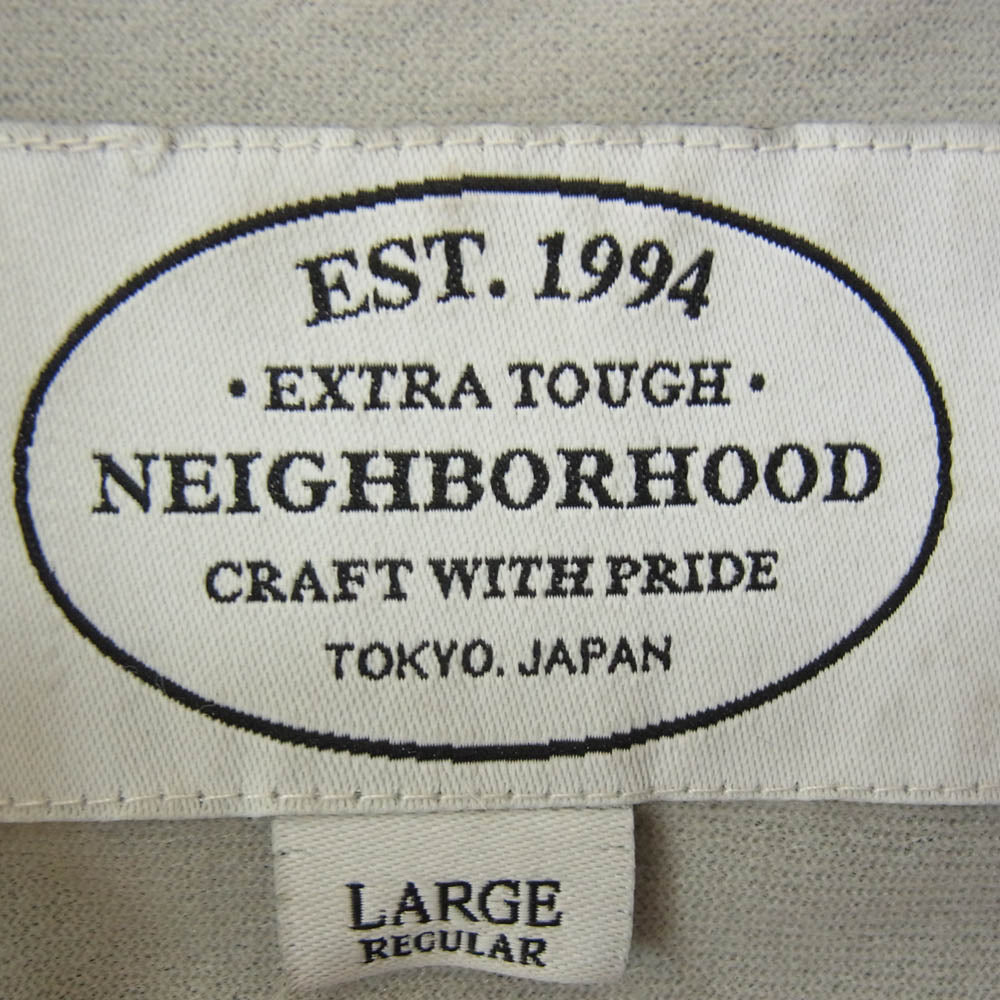 EST. 1994
· EXTRA TOUGH ·
NEIGHBORHOOD
CRAFT WITH PRIDE
TOKYO. JAPAN
LARGE
REGULAR